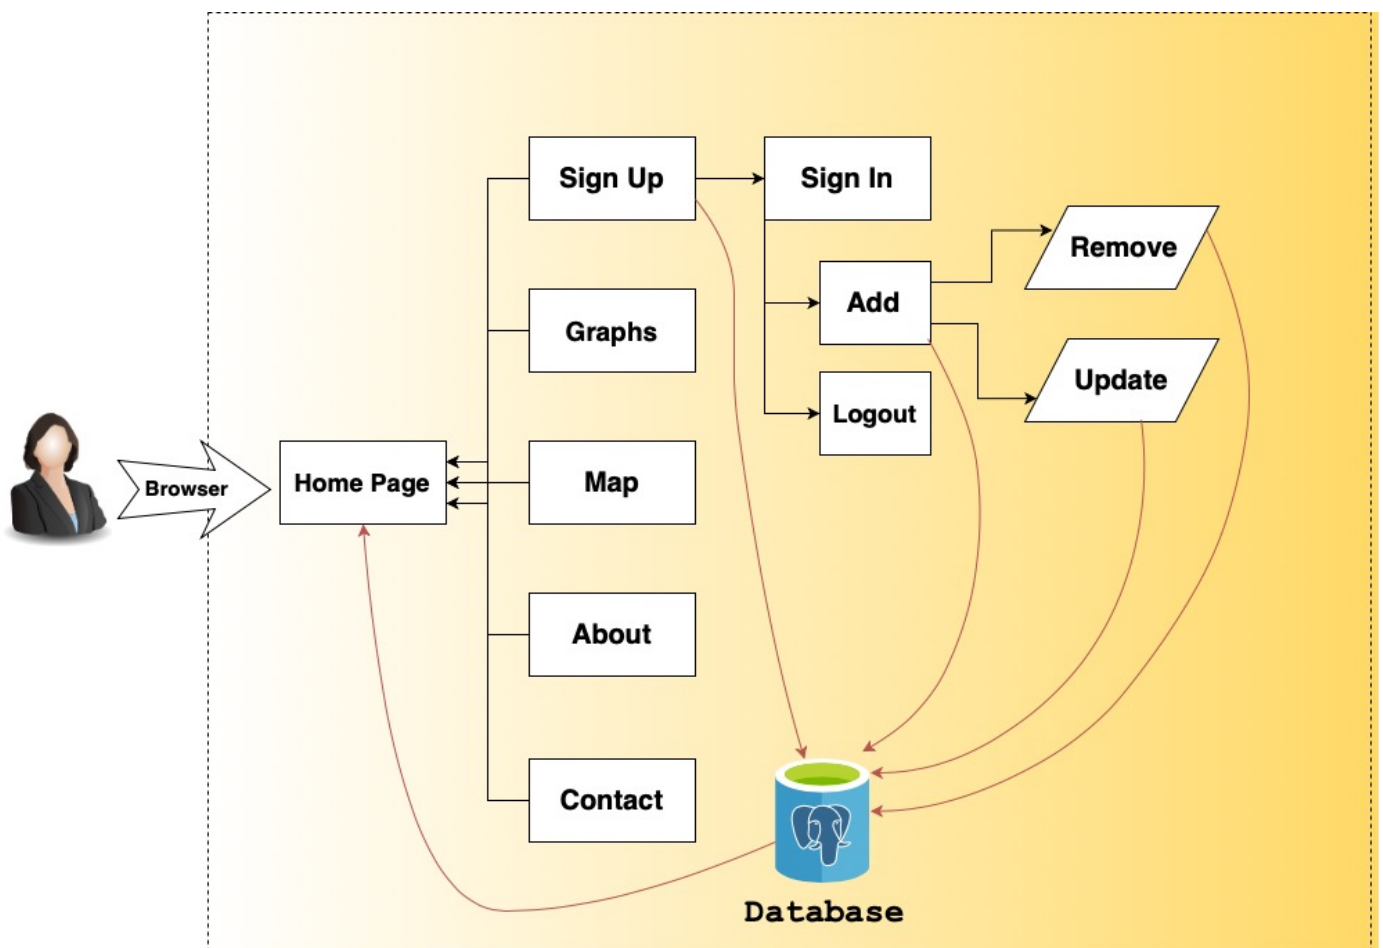 Sign Up
Sign In
Remove
Add
Graphs
Update
Logout
Browser
Home Page
Map
About
Contact
Database